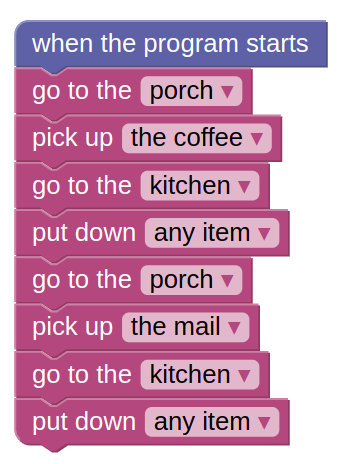 when the program starts
go to the porch ▼
pick up the coffee ▼
go to the kitchen ▼
put down any item ▼
go to the porch ▼
pick up the mail ▼
go to the kitchen ▼
put down any item ▼